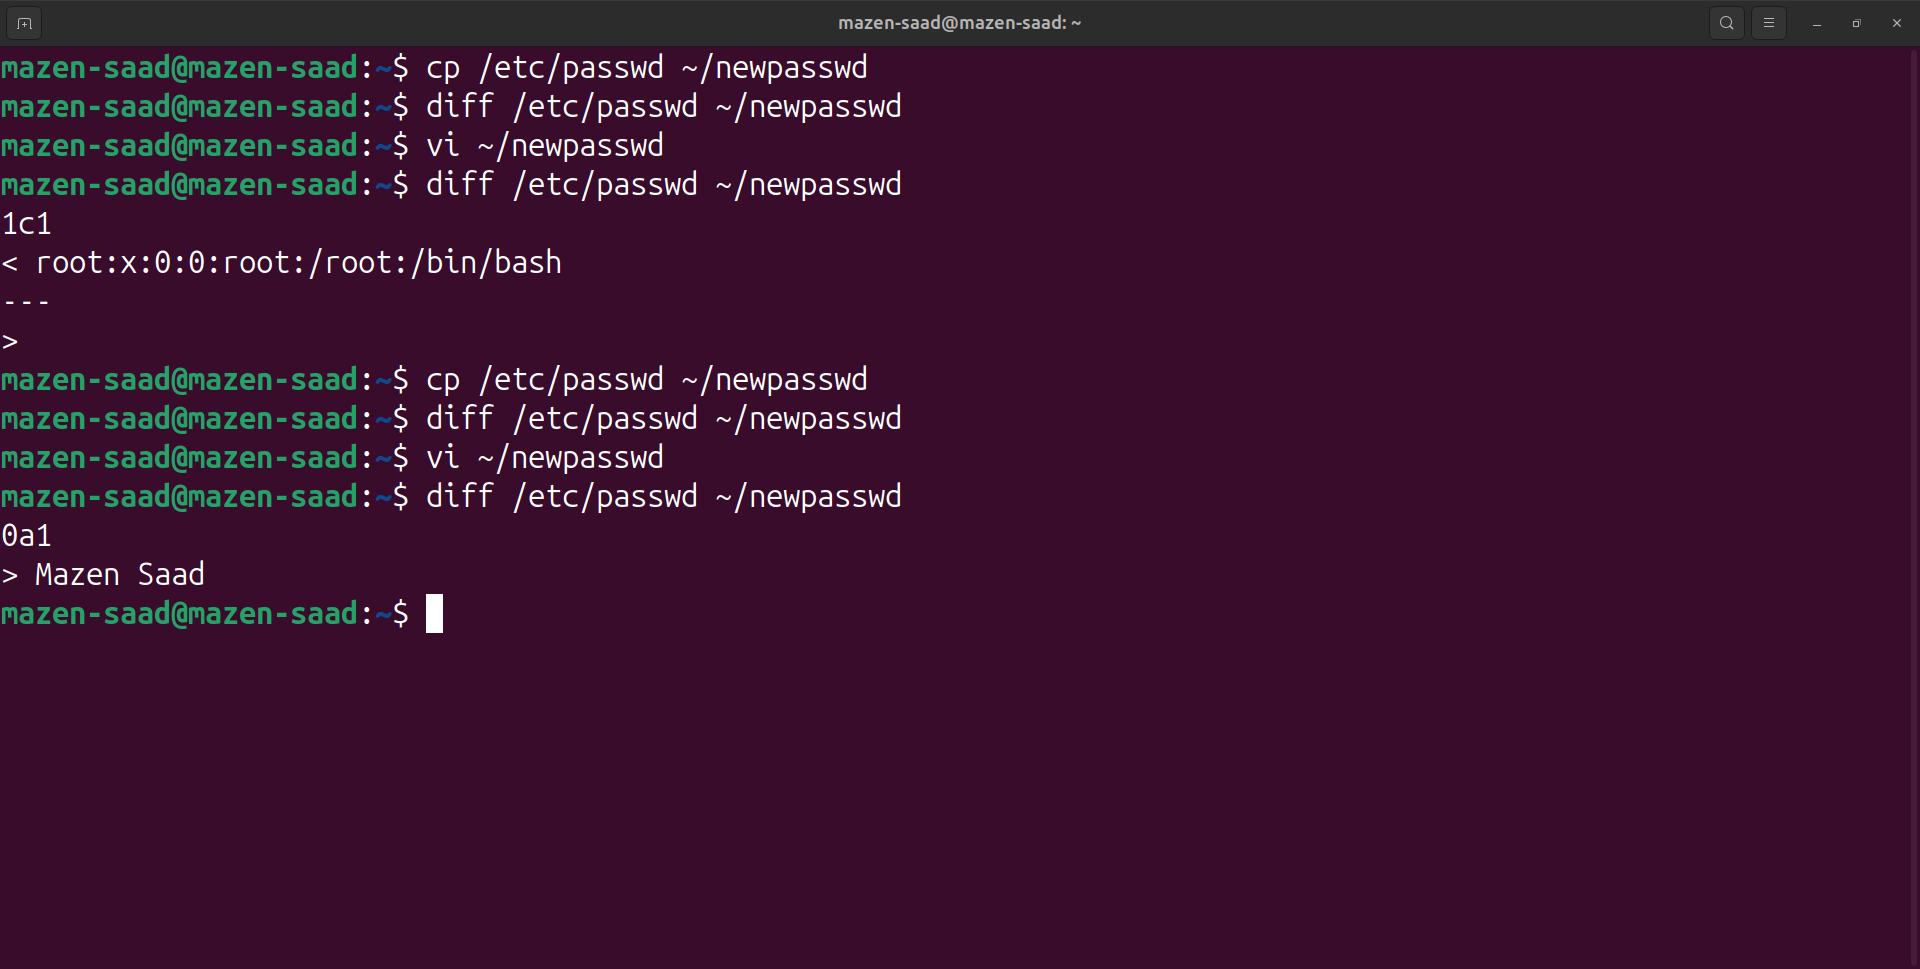 mazen-saad@mazen-saad: ~
mazen-saad@mazen-saad:~$ cp /etc/passwd ~/newpasswd
mazen-saad@mazen-saad:~$ diff /etc/passwd ~/newpasswd
mazen-saad@mazen-saad:~$ vi ~/newpasswd
mazen-saad@mazen-saad:~$ diff /etc/passwd ~/newpasswd
1c1
< root:x:0:0:root:/root:/bin/bash
---
>
mazen-saad@mazen-saad:~$ cp /etc/passwd ~/newpasswd
mazen-saad@mazen-saad:~$ diff /etc/passwd ~/newpasswd
mazen-saad@mazen-saad:~$ vi ~/newpasswd
mazen-saad@mazen-saad:~$ diff /etc/passwd ~/newpasswd
0a1
> Mazen Saad
mazen-saad@mazen-saad:~$